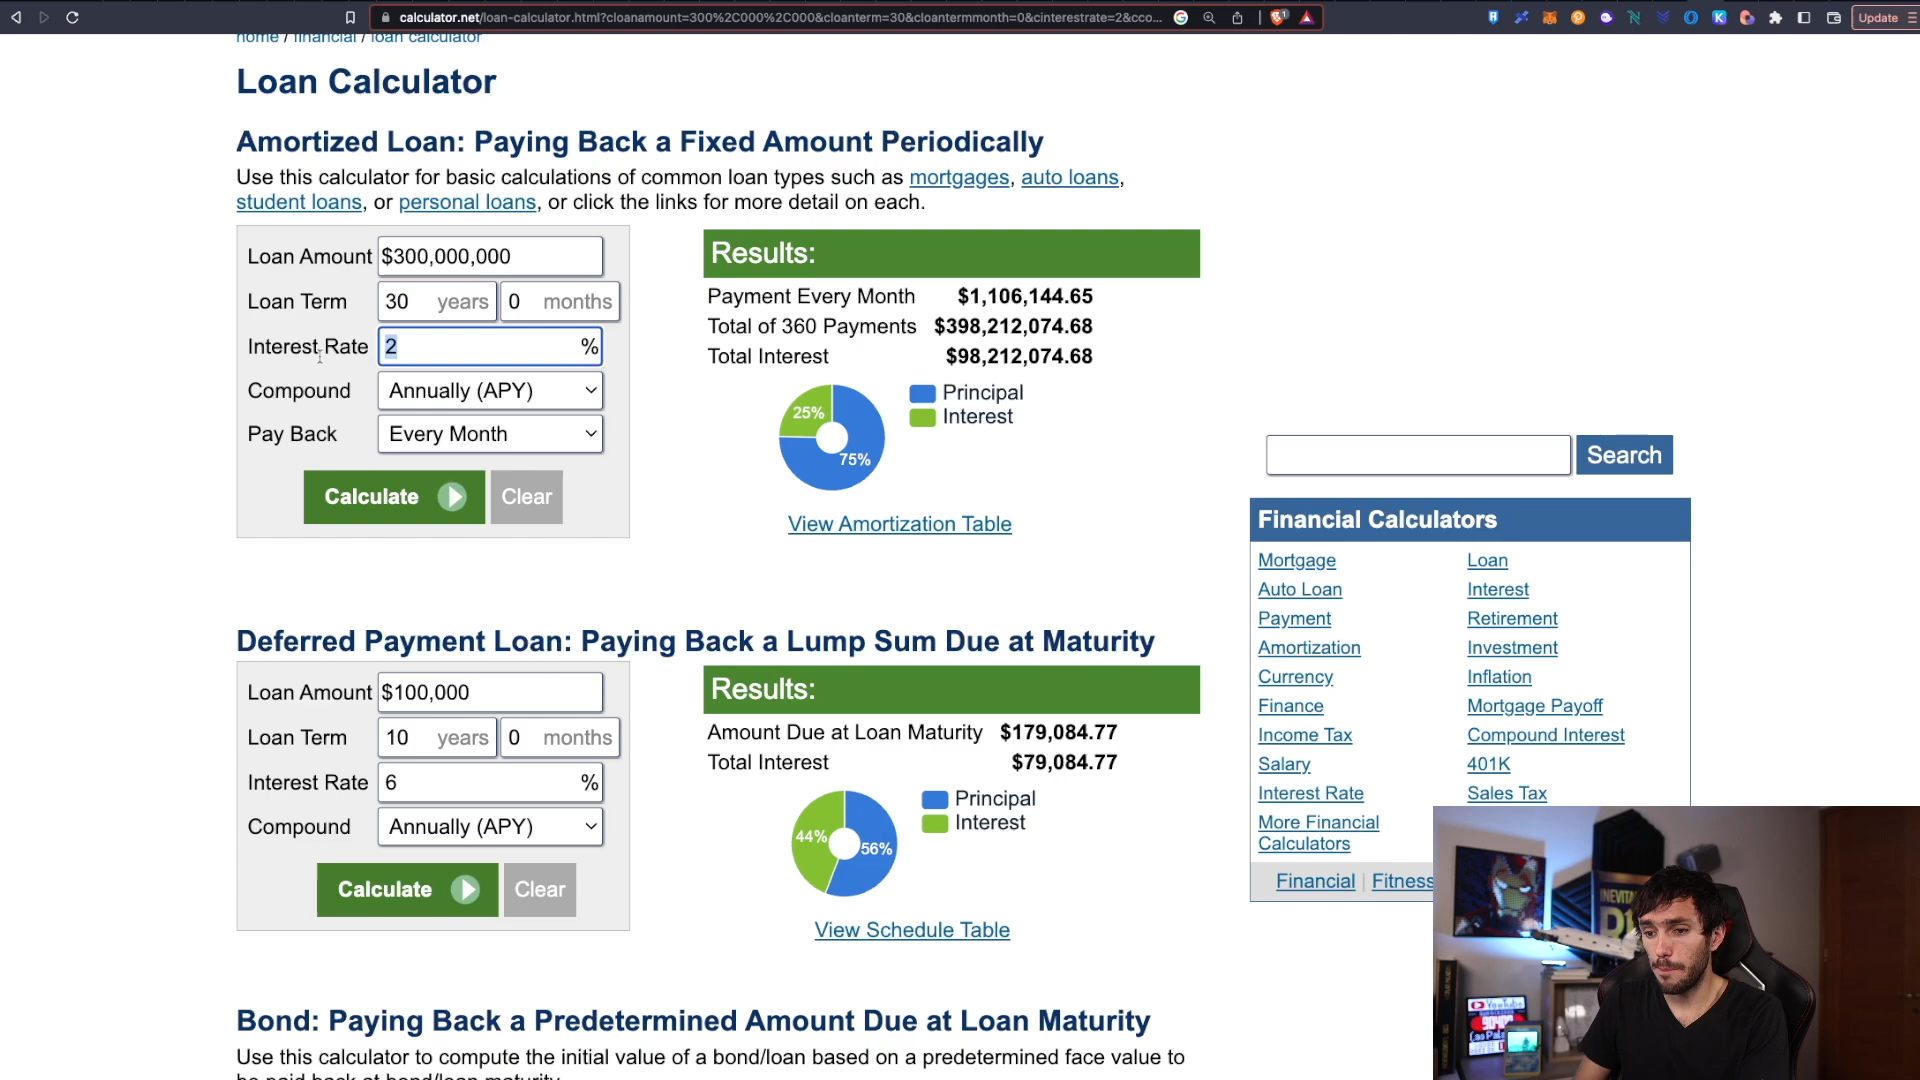 calculator.net/loan-calculator.html?cloanamount=300%2C000%2C000&cloanterm=30&cloantermmonth=0&cinterestrate=2&cco...
Update
home / financial / loan calculator
Loan Calculator
Amortized Loan: Paying Back a Fixed Amount Periodically
Use this calculator for basic calculations of common loan types such as mortgages, auto loans,
student loans, or personal loans, or click the links for more detail on each.
Loan Amount $300,000,000
Loan Term 30 years 0 months
Interest Rate 2 %
Compound Annually (APY)
Pay Back Every Month
Calculate Clear
Results:
Payment Every Month $1,106,144.65
Total of 360 Payments $398,212,074.68
Total Interest $98,212,074.68
25%
75%
Principal
Interest
View Amortization Table
Search
Financial Calculators
Mortgage Loan
Auto Loan Interest
Payment Retirement
Amortization Investment
Currency Inflation
Finance Mortgage Payoff
Income Tax Compound Interest
Salary 401K
Interest Rate Sales Tax
More Financial
Calculators
Financial | Fitness
Deferred Payment Loan: Paying Back a Lump Sum Due at Maturity
Loan Amount $100,000
Loan Term 10 years 0 months
Interest Rate 6 %
Compound Annually (APY)
Calculate Clear
Results:
Amount Due at Loan Maturity $179,084.77
Total Interest $79,084.77
44%
56%
Principal
Interest
View Schedule Table
Bond: Paying Back a Predetermined Amount Due at Loan Maturity
Use this calculator to compute the initial value of a bond/loan based on a predetermined face value to
be paid back at bond/loan maturity.
YouTube